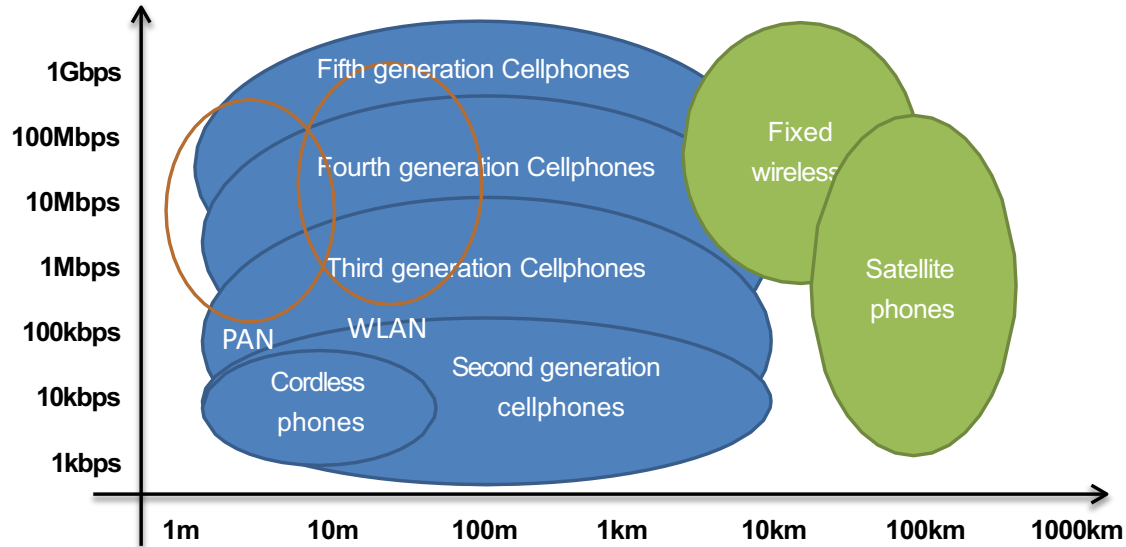 1Gbps
Fifth generation Cellphones
100Mbps
Fixed
wireless
Fourth generation Cellphones
10Mbps
1Mbps
Third generation Cellphones
Satellite
phones
100kbps
PAN
WLAN
Second generation
cellphones
Cordless
phones
10kbps
1kbps
1m
10m
100m
1km
10km
100km
1000km